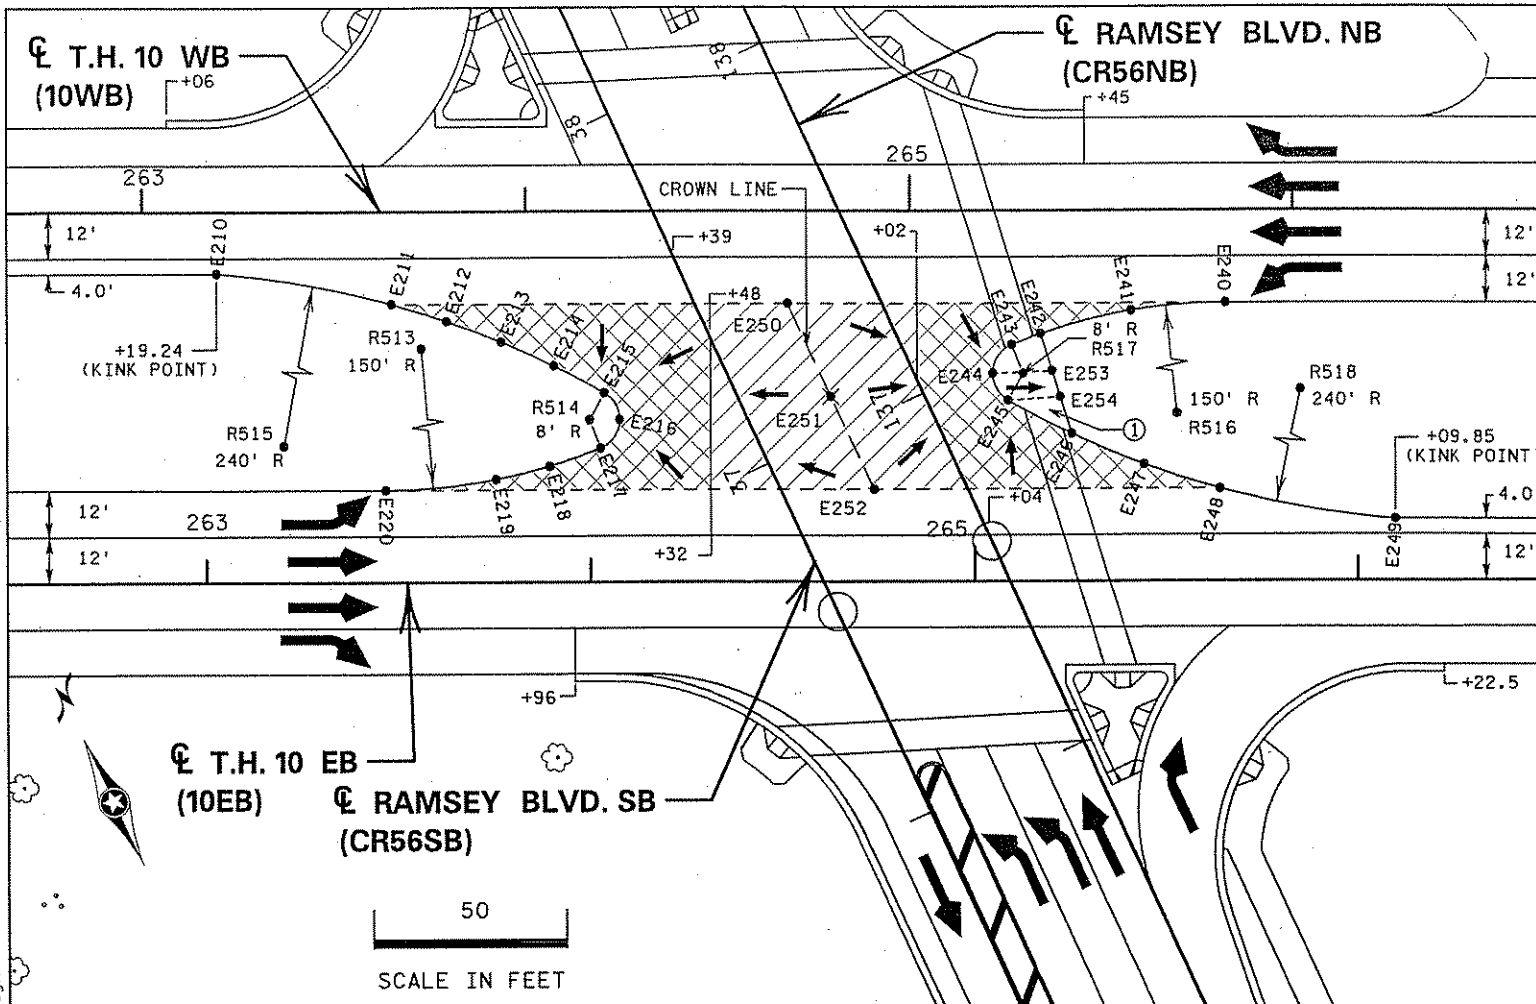 ℄ T.H. 10 WB
(10WB)
+06
℄ RAMSEY BLVD. NB
(CR56NB)
+45
138
38
263
265
CROWN LINE
+39
+02
12'
12'
12'
12'
4.0'
E210
E211
E212
E213
E214
E215
E216
E217
E218
E219
E220
+48
E250
E251
E252
E240
E241
E242
E243
E244
E245
E246
E247
E248
E249
E253
E254
+19.24
(KINK POINT)
R513
150' R
R514
8' R
R515
240' R
8' R
R517
150' R
R516
R518
240' R
1
+09.85
(KINK POINT
4.0
137
+04
12'
263
12'
265
+32
12'
+96
+22.5
℄ T.H. 10 EB
(10EB)
℄ RAMSEY BLVD. SB
(CR56SB)
50
SCALE IN FEET